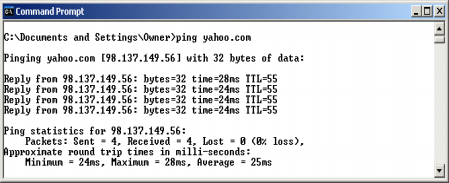 Command Prompt
C:\Documents and Settings\Owner>ping yahoo.com
Pinging yahoo.com [98.137.149.56] with 32 bytes of data:
Reply from 98.137.149.56: bytes=32 time=28ms TTL=55
Reply from 98.137.149.56: bytes=32 time=24ms TTL=55
Reply from 98.137.149.56: bytes=32 time=24ms TTL=55
Reply from 98.137.149.56: bytes=32 time=24ms TTL=55
Ping statistics for 98.137.149.56:
Packets: Sent = 4, Received = 4, Lost = 0 (0% loss),
Approximate round trip times in milli-seconds:
Minimum = 24ms, Maximum = 28ms, Average = 25ms